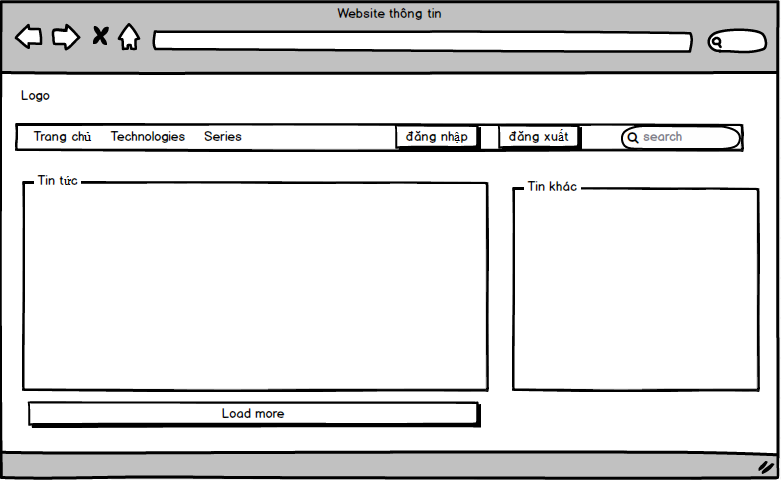 Website thông tin
Logo
Trang chủ Technologies Series đăng nhập đăng xuất search
Tin tức
Tin khác
Load more